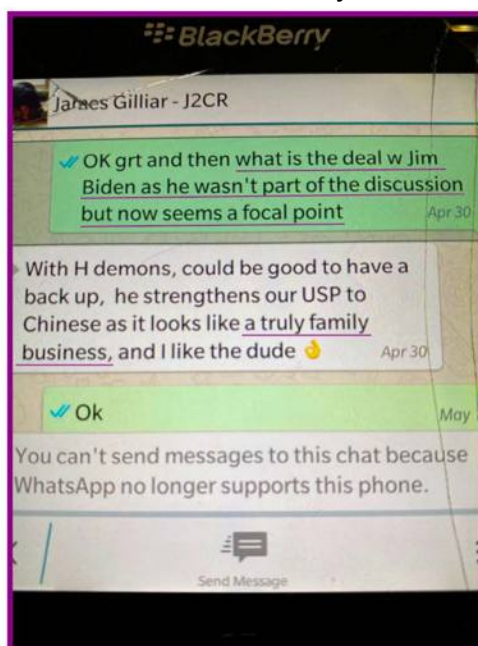 BlackBerry
James Gilliar - J2CR
OK grt and then what is the deal w Jim
Biden as he wasn't part of the discussion
but now seems a focal point
Apr 30
With H demons, could be good to have a
back up, he strengthens our USP to
Chinese as it looks like a truly family
business, and I like the dude 👌
Apr 30
Ok
May
You can't send messages to this chat because
WhatsApp no longer supports this phone.
Send Message